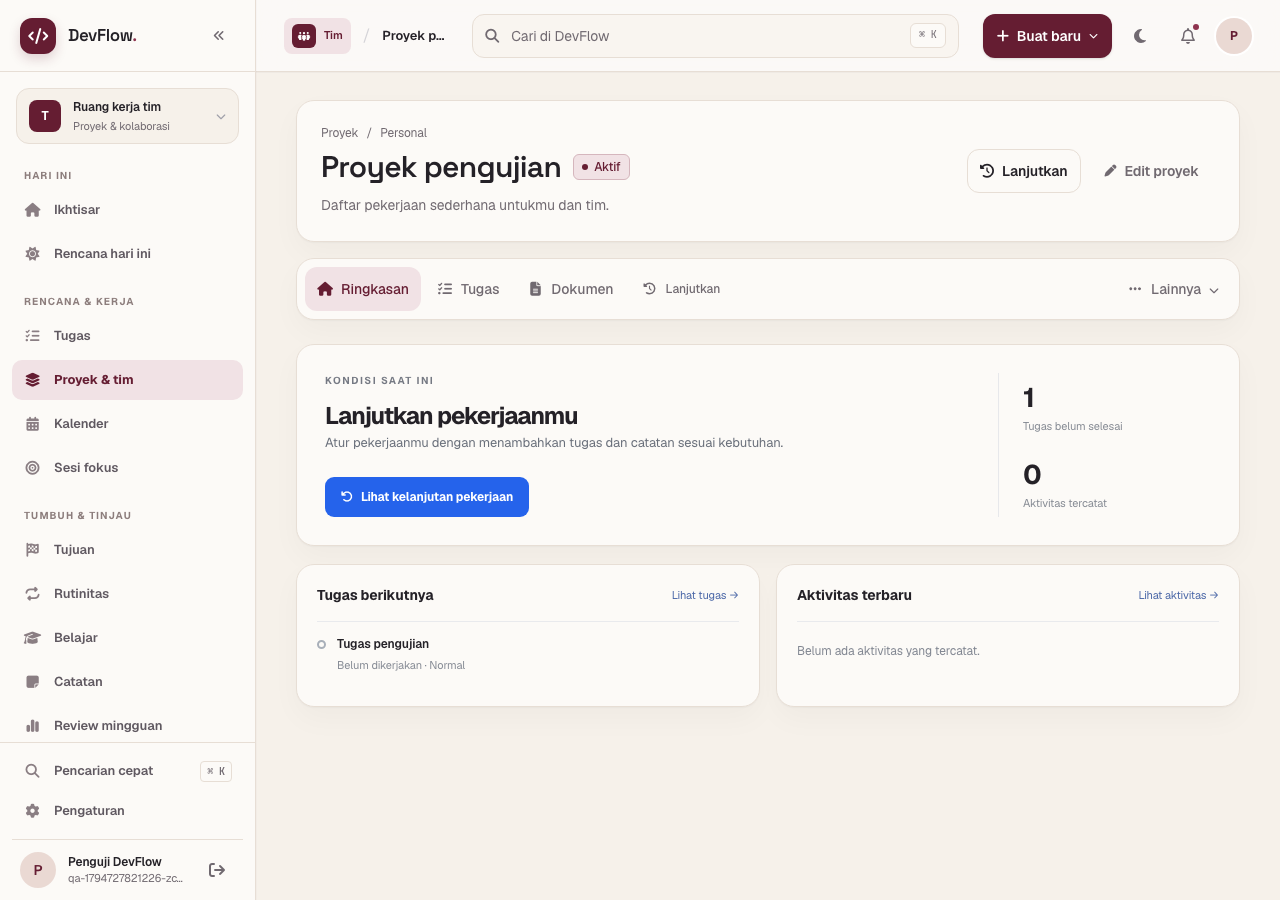 DevFlow.
T
Ruang kerja tim
Proyek & kolaborasi
HARI INI
Ikhtisar
Rencana hari ini
RENCANA & KERJA
Tugas
Proyek & tim
Kalender
Sesi fokus
TUMBUH & TINJAU
Tujuan
Rutinitas
Belajar
Catatan
Review mingguan
Pencarian cepat
⌘ K
Pengaturan
P
Penguji DevFlow
qa-1794727821226-zc...
Tim
/
Proyek p...
Cari di DevFlow
⌘ K
Buat baru
P
Proyek / Personal
Proyek pengujian
Aktif
Daftar pekerjaan sederhana untukmu dan tim.
Lanjutkan
Edit proyek
Ringkasan
Tugas
Dokumen
Lanjutkan
Lainnya
KONDISI SAAT INI
Lanjutkan pekerjaanmu
Atur pekerjaanmu dengan menambahkan tugas dan catatan sesuai kebutuhan.
Lihat kelanjutan pekerjaan
1
Tugas belum selesai
0
Aktivitas tercatat
Tugas berikutnya
Lihat tugas →
Tugas pengujian
Belum dikerjakan · Normal
Aktivitas terbaru
Lihat aktivitas →
Belum ada aktivitas yang tercatat.